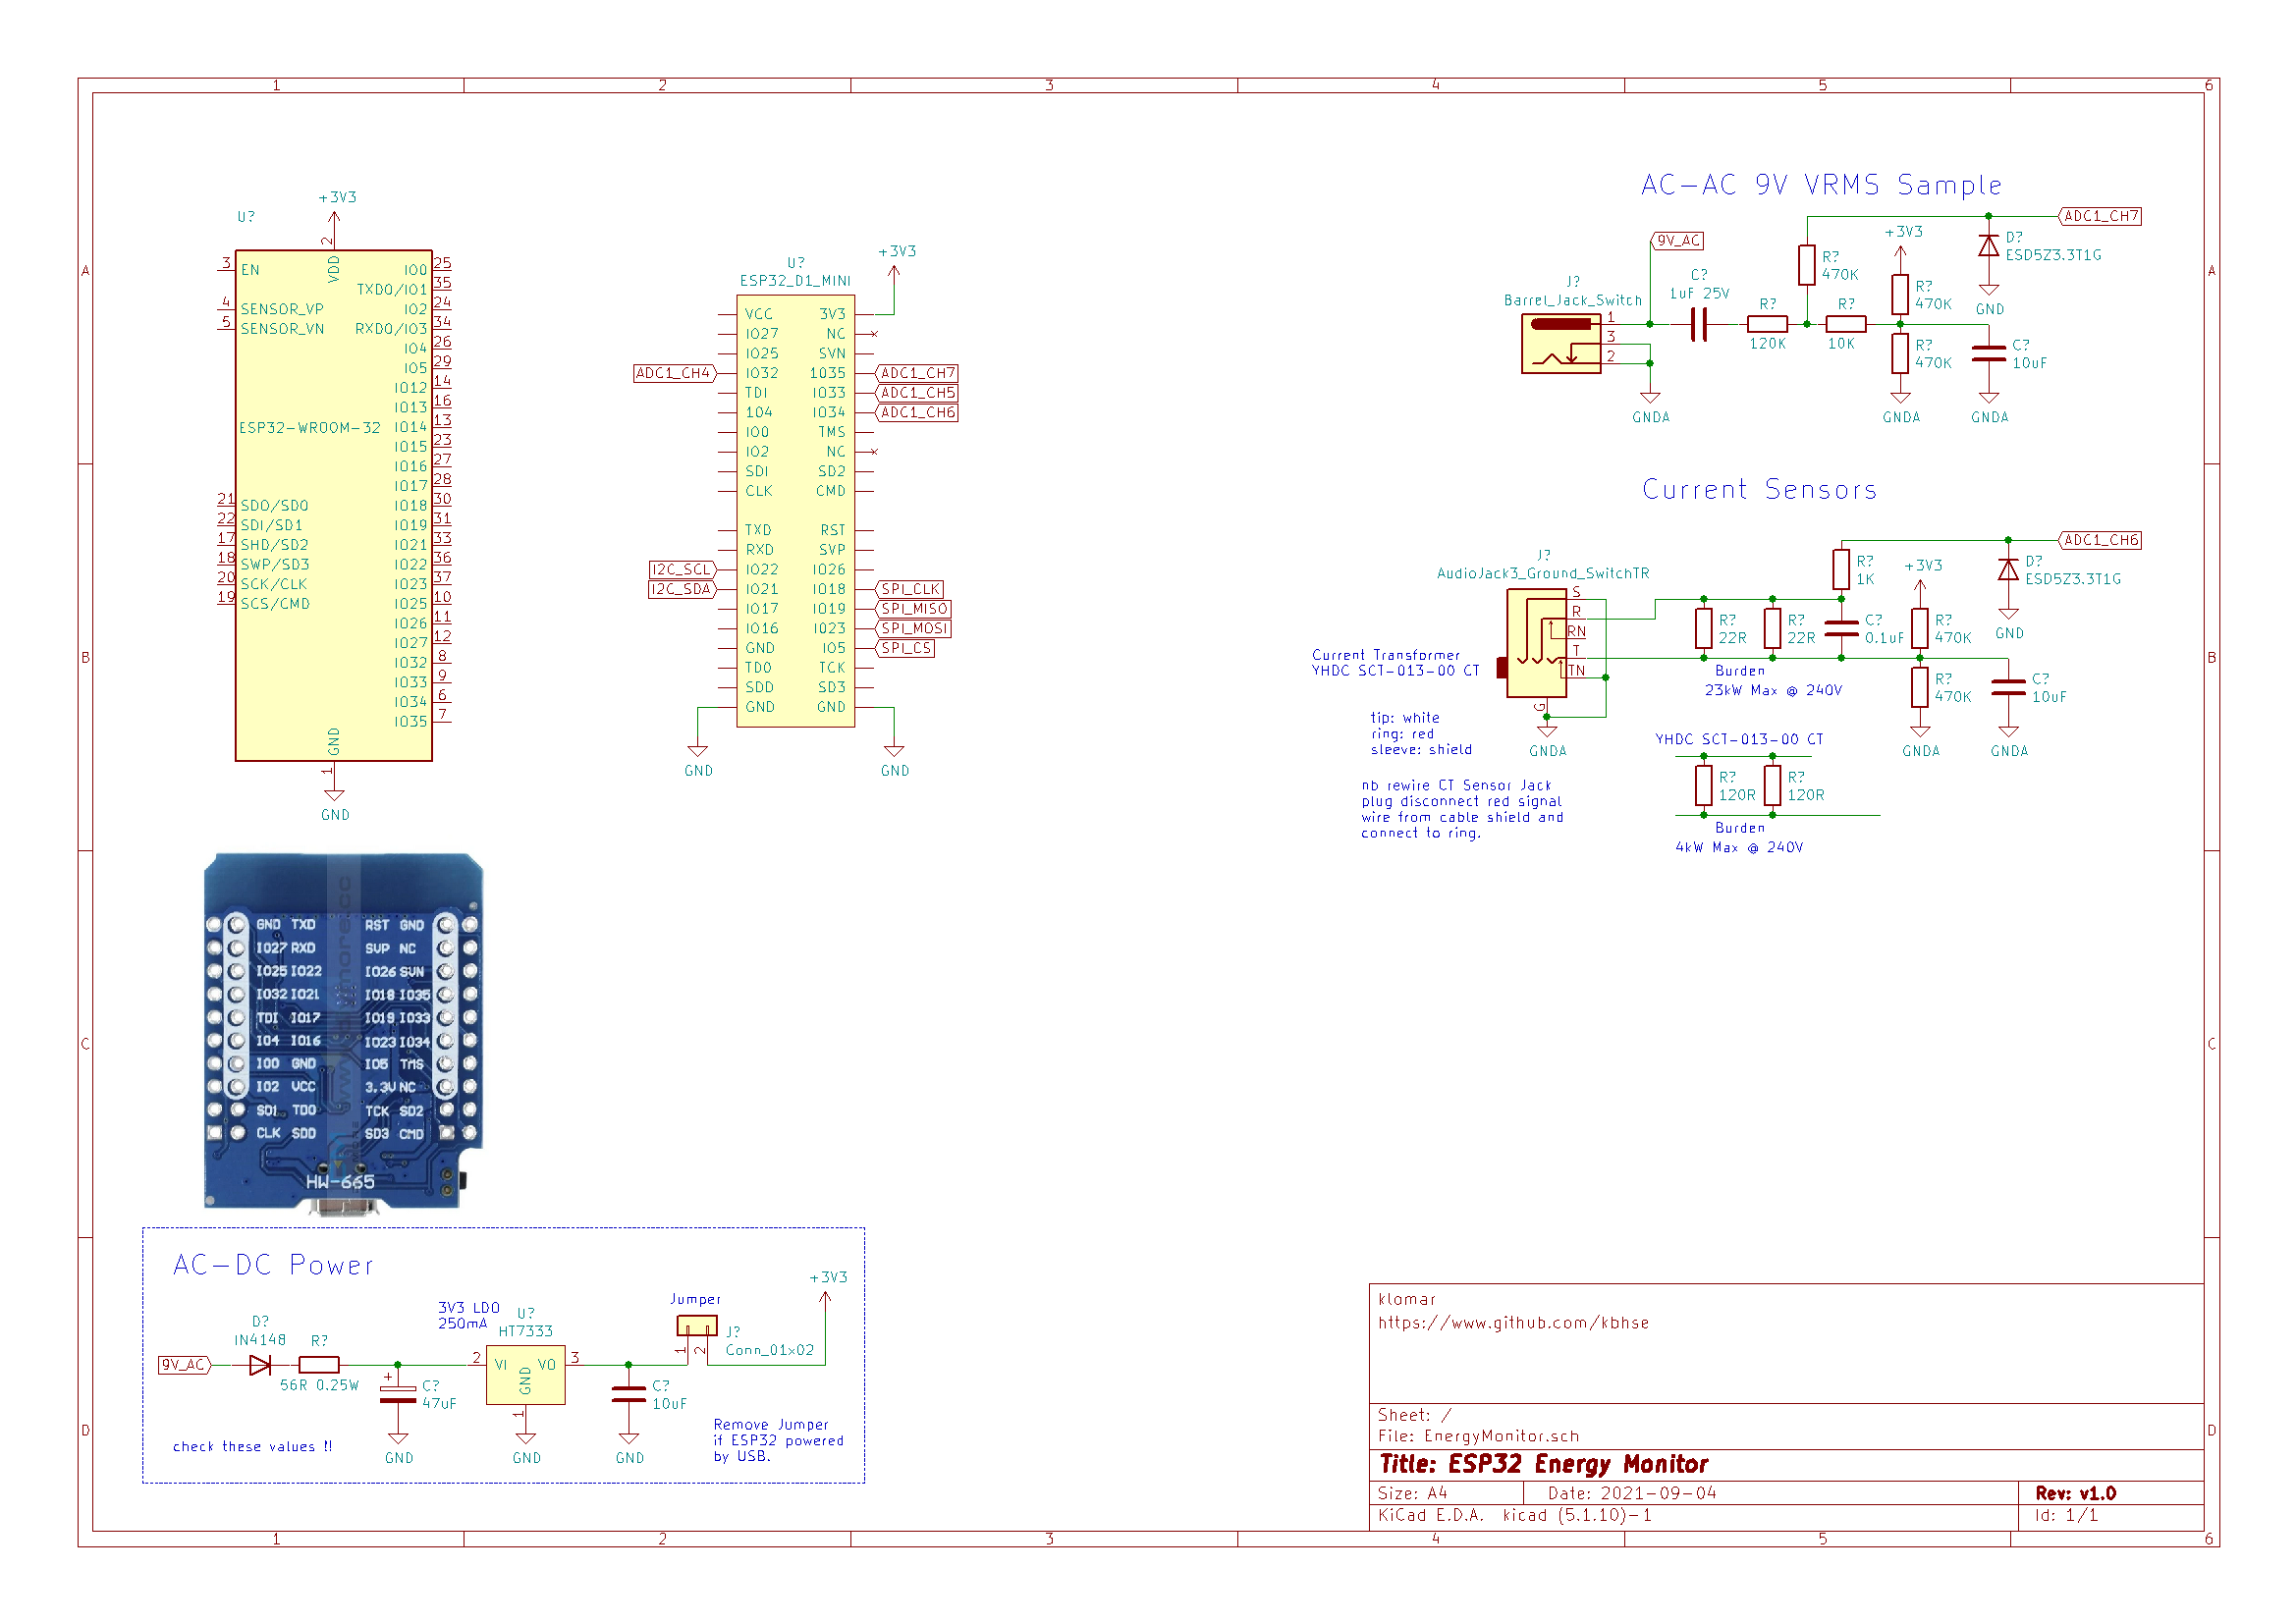 1 2 3 4 5 6
A
B
C
D
A
B
C
D
1 2 3 4 5 6
+3V3
U?
2
VDD
3 EN
4 SENSOR_VP
5 SENSOR_VN
ESP32-WROOM-32
21 SDO/SD0
22 SDI/SD1
17 SHD/SD2
18 SWP/SD3
20 SCK/CLK
19 SCS/CMD
IO0 25
TXD0/IO1 35
IO2 24
RXD0/IO3 34
IO4 26
IO5 29
IO12 14
IO13 16
IO14 13
IO15 23
IO16 27
IO17 28
IO18 30
IO19 31
IO21 33
IO22 36
IO23 37
IO25 10
IO26 11
IO27 12
IO32 8
IO33 9
IO34 6
IO35 7
GND
1
GND
U?
ESP32_D1_MINI
+3V3
VCC 3V3
IO27 NC
IO25 SVN
ADC1_CH4 IO32 1O35 ADC1_CH7
TDI IO33 ADC1_CH5
1O4 IO34 ADC1_CH6
IO0 TMS
IO2 NC
SDI SD2
CLK CMD
TXD RST
RXD SVP
I2C_SCL IO22 IO26
I2C_SDA IO21 IO18 SPI_CLK
IO17 IO19 SPI_MISO
IO16 IO23 SPI_MOSI
GND IO5 SPI_CS
TDO TCK
SDD SD3
GND GND
GND GND
AC-AC 9V VRMS Sample
ADC1_CH7
9V_AC
+3V3
D?
ESD5Z3.3T1G
GND
R?
470K
R?
470K
J?
Barrel_Jack_Switch
1
3
2
C?
1uF 25V
R?
120K
R?
10K
R?
470K
C?
10uF
GNDA
GNDA
GNDA
Current Sensors
ADC1_CH6
J?
AudioJack3_Ground_SwitchTR
S
R
RN
T
TN
G
GNDA
R?
1K
+3V3
D?
ESD5Z3.3T1G
GND
R?
22R
R?
22R
C?
0.1uF
R?
470K
R?
470K
C?
10uF
GNDA
GNDA
Current Transformer
YHDC SCT-013-00 CT
Burden
23kW Max @ 240V
tip: white
ring: red
sleeve: shield
YHDC SCT-013-00 CT
R?
120R
R?
120R
Burden
4kW Max @ 240V
nb rewire CT Sensor Jack
plug disconnect red signal
wire from cable shield and
connect to ring.
GND TXD RST GND
IO27 RXD SVP NC
IO25 IO22 IO26 SVN
IO32 IO21 IO18 IO35
TDI IO17 IO19 IO33
IO4 IO16 IO23 IO34
IO0 GND IO5 TMS
IO2 VCC 3.3V NC
SD1 TDO TCK SD2
CLK SDD SD3 CMD
HW-665
AC-DC Power
9V_AC
D?
IN4148
R?
56R 0.25W
C?
47uF
+
GND
3V3 LDO
250mA
U?
HT7333
2 VI VO 3
GND
1
GND
C?
10uF
GND
Jumper
J?
Conn_01x02
1
2
+3V3
check these values !!
Remove Jumper
if ESP32 powered
by USB.
klomar
https://www.github.com/kbhse
Sheet: /
File: EnergyMonitor.sch
Title: ESP32 Energy Monitor
Size: A4 Date: 2021-09-04 Rev: v1.0
KiCad E.D.A. kicad (5.1.10)-1 Id: 1/1